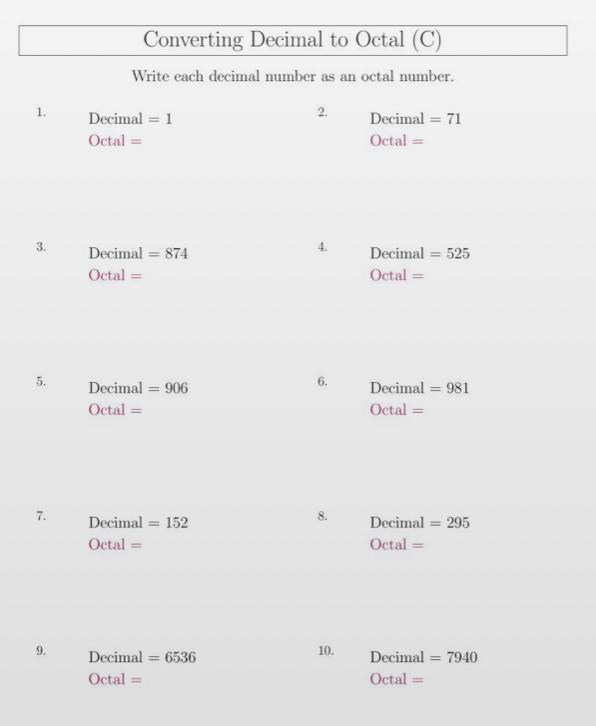 Converting Decimal to Octal (C)
Write each decimal number as an octal number.
1.
Decimal = 1
Octal =
2.
Decimal = 71
Octal =
3.
Decimal = 874
Octal =
4.
Decimal = 525
Octal =
5.
Decimal = 906
Octal =
6.
Decimal = 981
Octal =
7.
Decimal = 152
Octal =
8.
Decimal = 295
Octal =
9.
Decimal = 6536
Octal =
10.
Decimal = 7940
Octal =